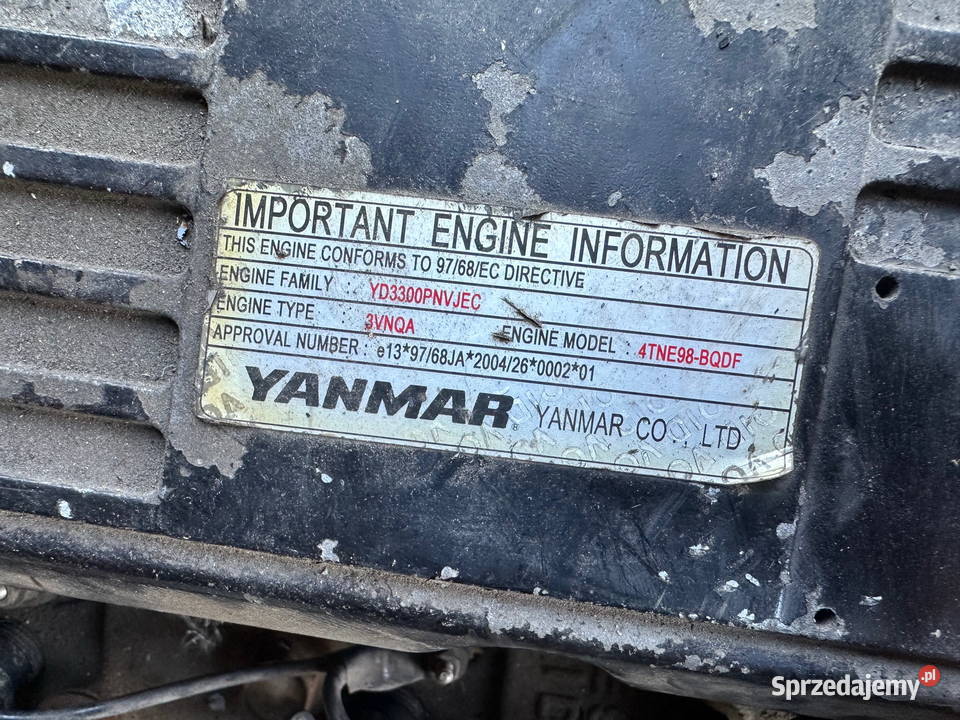 IMPORTANT ENGINE INFORMATION
THIS ENGINE CONFORMS TO 97/68/EC DIRECTIVE
ENGINE FAMILY : YD3300PNVJEC
ENGINE TYPE 3VNQA ENGINE MODEL : 4TNE98-BQDF
APPROVAL NUMBER : e13*97/68JA*2004/26*0002*01
YANMAR YANMAR CO., LTD
Sprzedajemy.pl